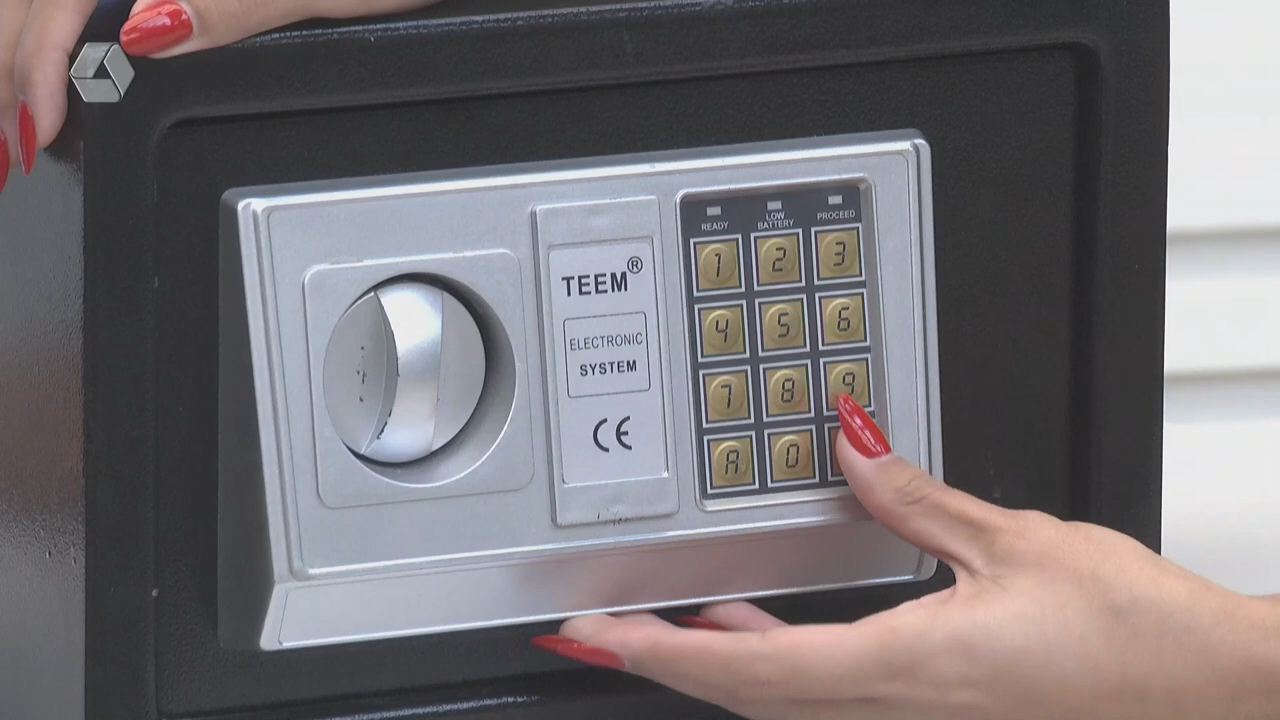 TEEM®
ELECTRONIC
SYSTEM
CE
READY LOW BATTERY PROCEED
1 2 3
4 5 6
7 8 9
A 0